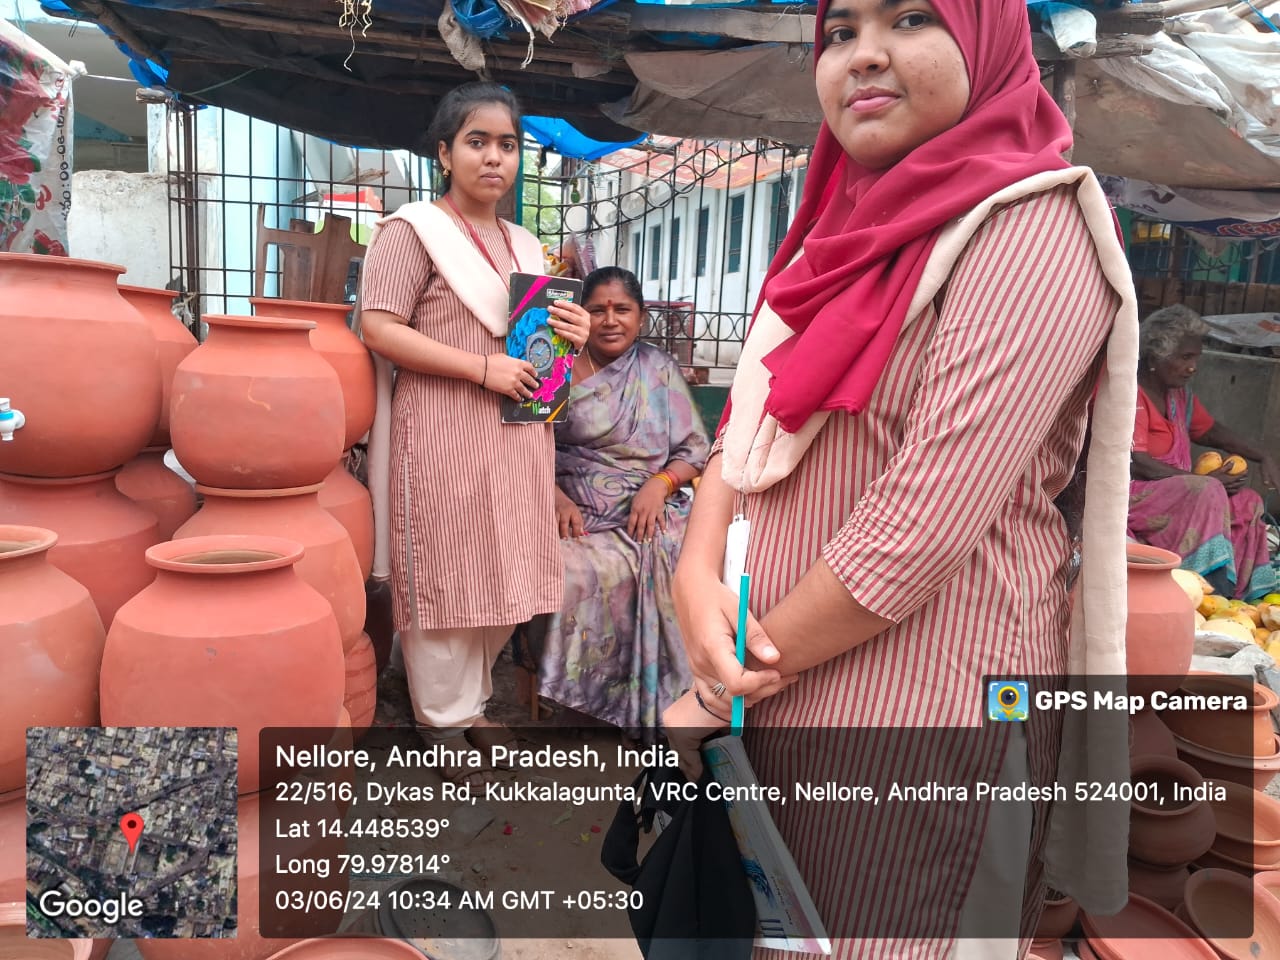 Watch
GPS Map Camera
Nellore, Andhra Pradesh, India
22/516, Dykas Rd, Kukkalagunta, VRC Centre, Nellore, Andhra Pradesh 524001, India
Lat 14.448539°
Long 79.97814°
03/06/24 10:34 AM GMT +05:30
Google